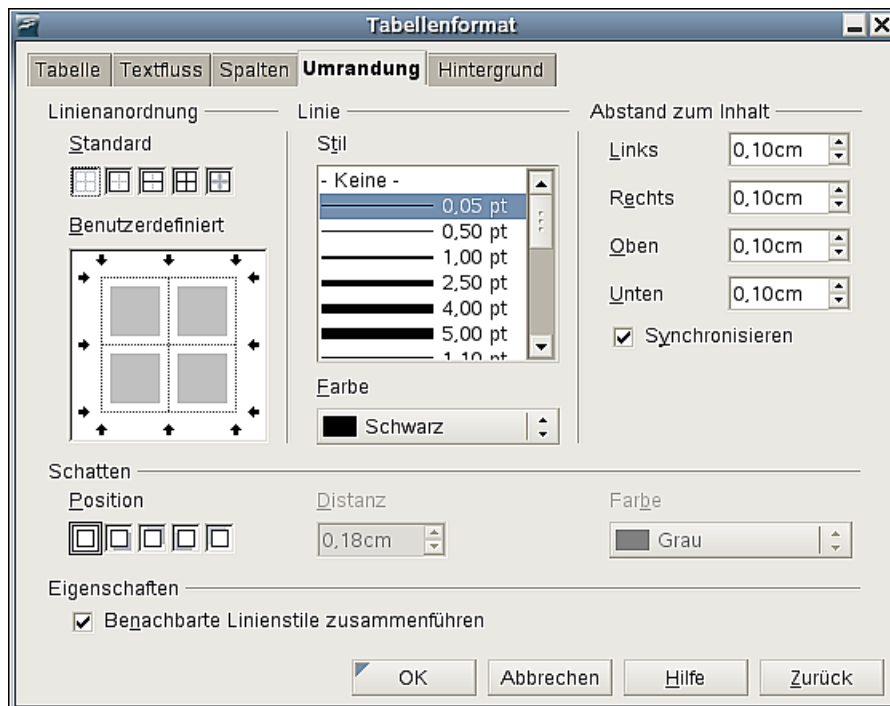 Tabellenformat
Tabelle Textfluss Spalten Umrandung Hintergrund
Linienanordnung
Standard
Benutzerdefiniert
Linie
Stil
- Keine -
0,05 pt
0,50 pt
1,00 pt
2,50 pt
4,00 pt
5,00 pt
1,10 pt
Farbe
Schwarz
Abstand zum Inhalt
Links 0,10cm
Rechts 0,10cm
Oben 0,10cm
Unten 0,10cm
Synchronisieren
Schatten
Position
Distanz
0,18cm
Farbe
Grau
Eigenschaften
Benachbarte Linienstile zusammenführen
OK Abbrechen Hilfe Zurück